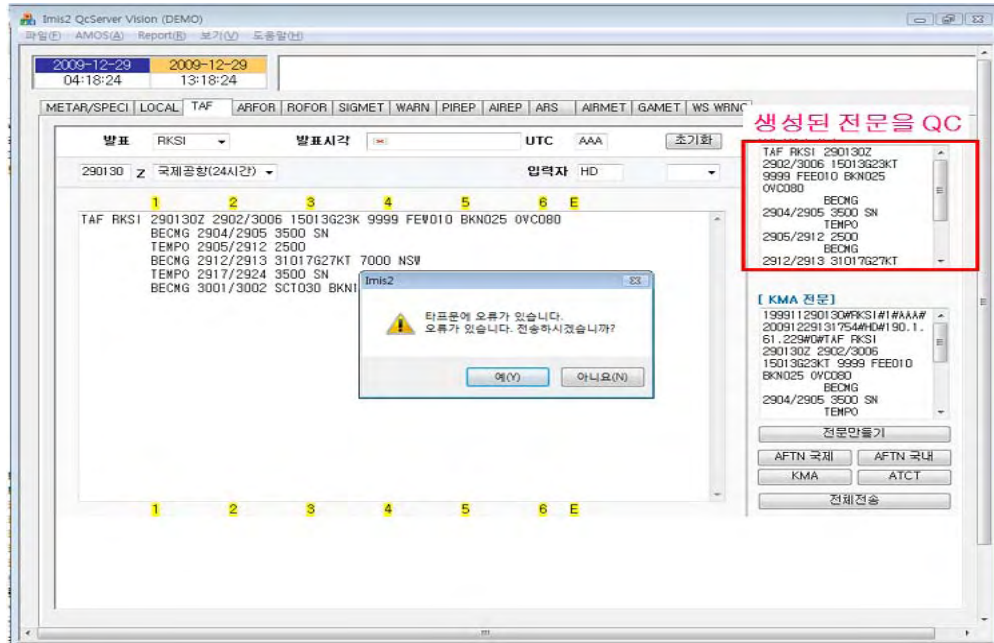 Imis2 QcServer Vision (DEMO)
파일(F) AMOS(A) Report(R) 보기(V) 도움말(H)
2009-12-29 2009-12-29
04:18:24 13:18:24
METAR/SPECI LOCAL TAF ARFOR ROFOR SIGMET WARN PIREP AIREP ARS AIRMET GAMET WS WRNG
생성된 전문을 QC
발표 RKSI 발표시각 UTC AAA 초기화
290130 Z 국제공항(24시간) 입력자 HD
1 2 3 4 5 6 E
TAF RKSI 290130Z 2902/3006 15013G23K 9999 FEW010 BKN025 OVC080
BECMG 2904/2905 3500 SN
TEMPO 2905/2912 2500
BECMG 2912/2913 31017G27KT 7000 NSW
TEMPO 2917/2924 3500 SN
BECMG 3001/3002 SCT030 BKN1
Imis2
타프문에 오류가 있습니다.
오류가 있습니다. 전송하시겠습니까?
예(Y) 아니요(N)
1 2 3 4 5 6 E
TAF RKSI 290130Z
2902/3006 15013G23KT
9999 FEE010 BKN025
OVC080
BECMG
2904/2905 3500 SN
TEMPO
2905/2912 2500
BECMG
2912/2913 31017G27KT
[ KMA 전문]
199911290130#RKSI#1#AAA#
20091229131754#HD#190.1.
61.229#0#TAF RKSI
290130Z 2902/3006
15013G23KT 9999 FEE010
BKN025 OVC080
BECMG
2904/2905 3500 SN
TEMPO
전문만들기
AFTN 국제 AFTN 국내
KMA ATCT
전체전송